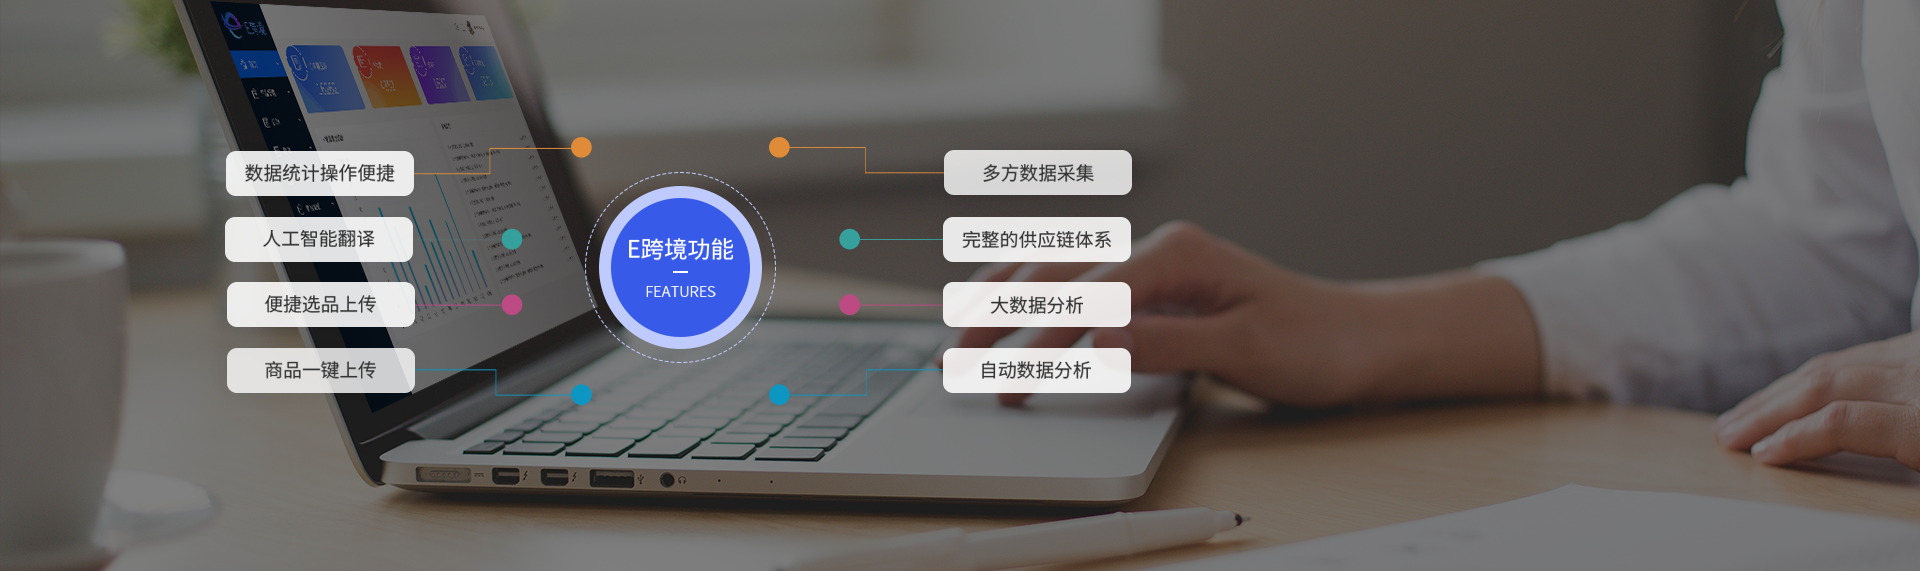 E跨境
数据统计操作便捷
人工智能翻译
便捷选品上传
商品一键上传
E跨境功能
FEATURES
多方数据采集
完整的供应链体系
大数据分析
自动数据分析